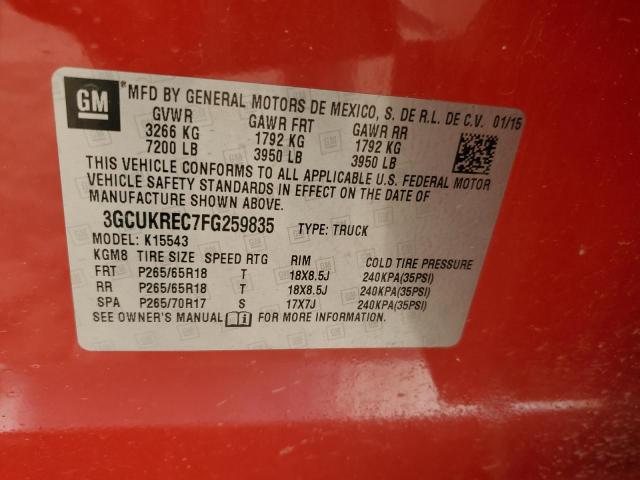 GM
MFD BY GENERAL MOTORS DE MEXICO, S. DE R.L. DE C.V. 01/15
GVWR GAWR FRT GAWR RR
3266 KG 1792 KG 1792 KG
7200 LB 3950 LB 3950 LB
THIS VEHICLE CONFORMS TO ALL APPLICABLE U.S. FEDERAL MOTOR
VEHICLE SAFETY STANDARDS IN EFFECT ON THE DATE OF
MANUFACTURE SHOWN ABOVE.
3GCUKREC7FG259835 TYPE: TRUCK
MODEL: K15543
KGM8 TIRE SIZE SPEED RTG RIM COLD TIRE PRESSURE
FRT P265/65R18 T 18X8.5J 240KPA(35PSI)
RR P265/65R18 T 18X8.5J 240KPA(35PSI)
SPA P265/70R17 S 17X7J 240KPA(35PSI)
SEE OWNER'S MANUAL FOR MORE INFORMATION.